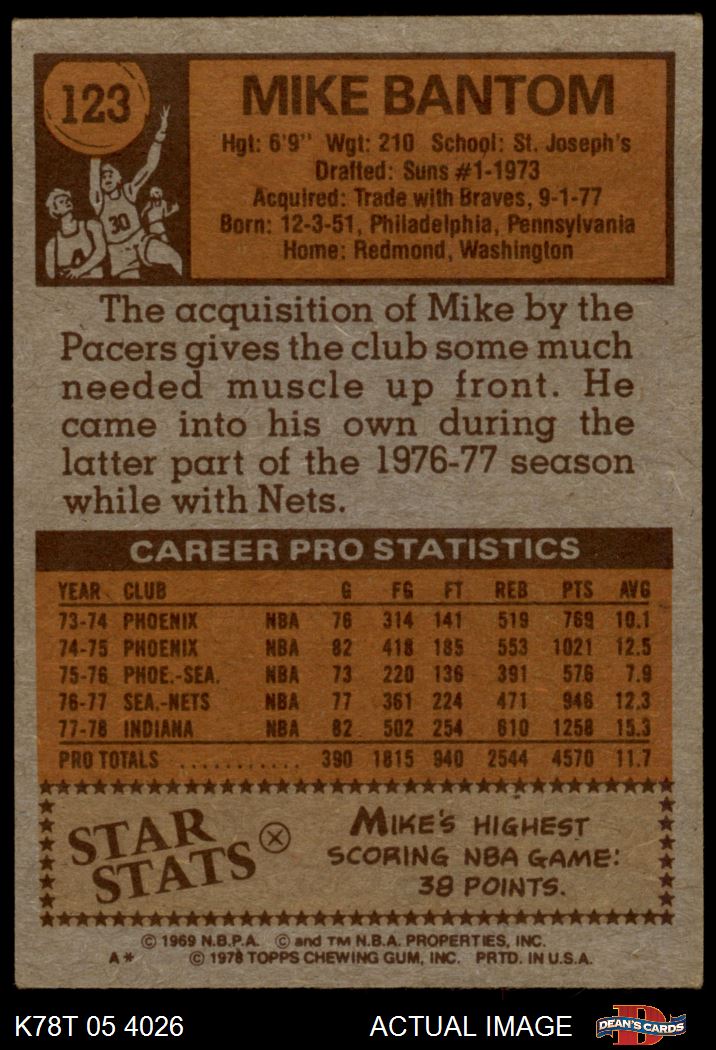 123
MIKE BANTOM
Hgt: 6'9" Wgt: 210 School: St. Joseph's
Drafted: Suns #1-1973
Acquired: Trade with Braves, 9-1-77
Born: 12-3-51, Philadelphia, Pennsylvania
Home: Redmond, Washington
30
The acquisition of Mike by the
Pacers gives the club some much
needed muscle up front. He
came into his own during the
latter part of the 1976-77 season
while with Nets.
CAREER PRO STATISTICS
YEAR CLUB G FG FT REB PTS AVG
73-74 PHOENIX NBA 76 314 141 519 769 10.1
74-75 PHOENIX NBA 82 418 185 553 1021 12.5
75-76 PHOE.-SEA. NBA 73 220 136 391 576 7.9
76-77 SEA.-NETS NBA 77 361 224 471 946 12.3
77-78 INDIANA NBA 82 502 254 610 1258 15.3
PRO TOTALS ............ 390 1815 940 2544 4570 11.7
STAR STATS
MIKE'S HIGHEST
SCORING NBA GAME:
38 POINTS.
© 1969 N.B.P.A. © and TM N.B.A. PROPERTIES, INC.
A* © 1978 TOPPS CHEWING GUM, INC. PRTD. IN U.S.A.
K78T 05 4026 ACTUAL IMAGE D DEAN'S CARDS